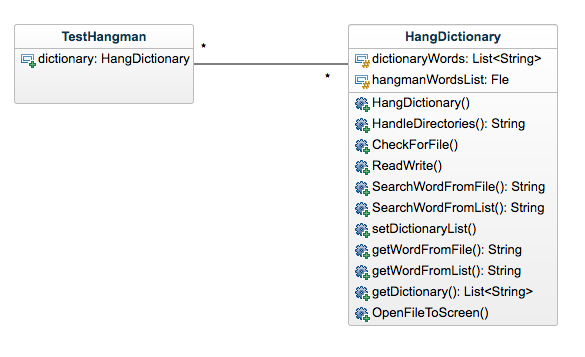 TestHangman
dictionary: HangDictionary
*
*
HangDictionary
dictionaryWords: List<String>
hangmanWordsList: Fle
HangDictionary()
HandleDirectories(): String
CheckForFile()
ReadWrite()
SearchWordFromFile(): String
SearchWordFromList(): String
setDictionaryList()
getWordFromFile(): String
getWordFromList(): String
getDictionary(): List<String>
OpenFileToScreen()